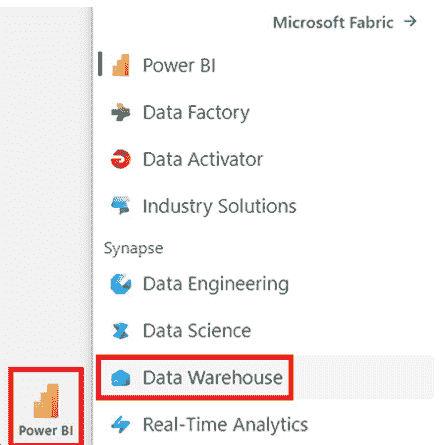 Microsoft Fabric →
Power BI
Data Factory
Data Activator
Industry Solutions
Synapse
Data Engineering
Data Science
Data Warehouse
Real-Time Analytics
Power BI